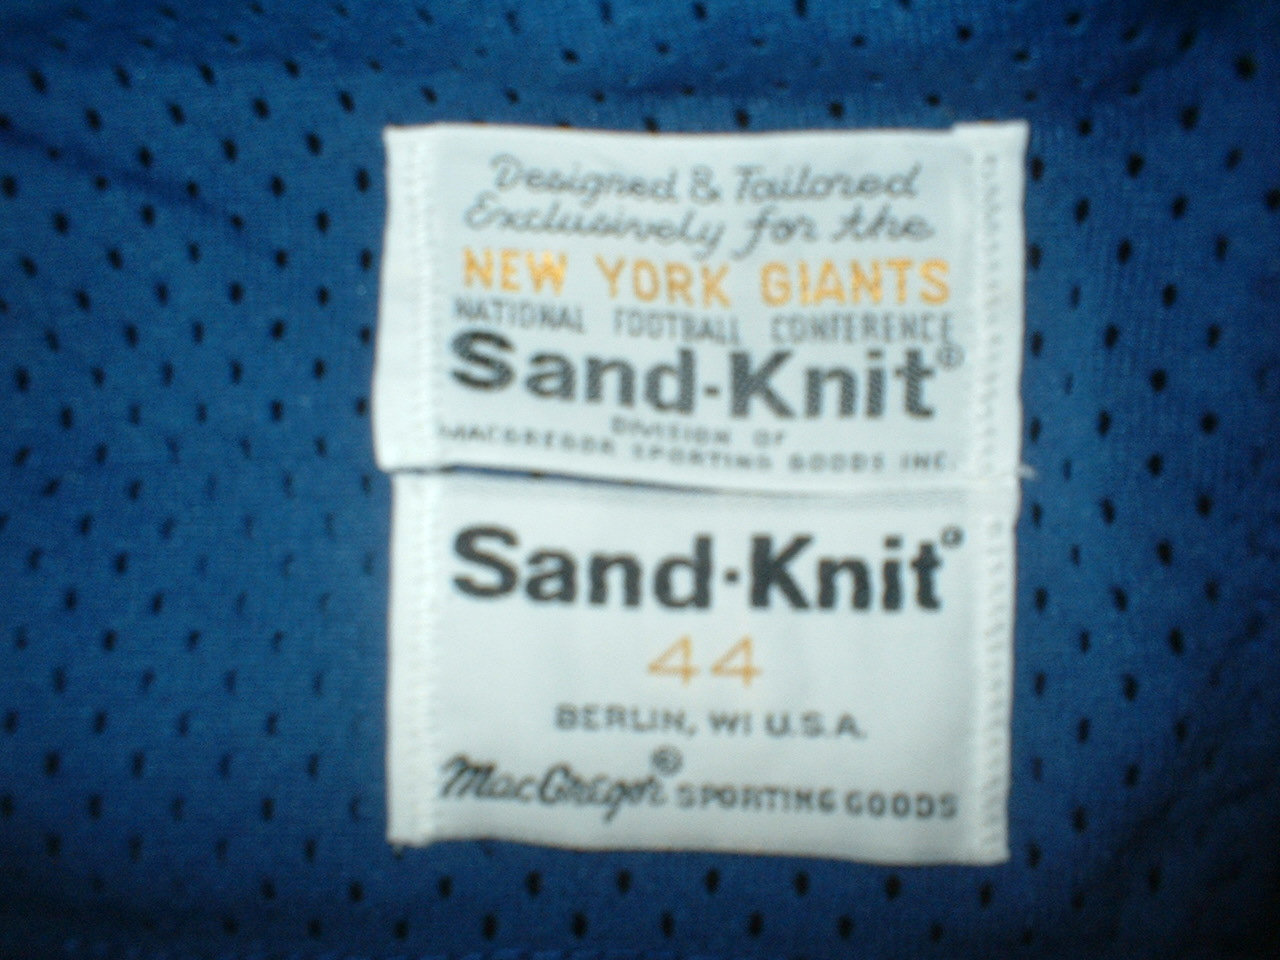 Designed & Tailored
Exclusively for the
NEW YORK GIANTS
NATIONAL FOOTBALL CONFERENCE
Sand·Knit®
DIVISION OF
MACGREGOR SPORTING GOODS INC.
Sand·Knit®
44
BERLIN, WI U.S.A.
MacGregor® SPORTING GOODS